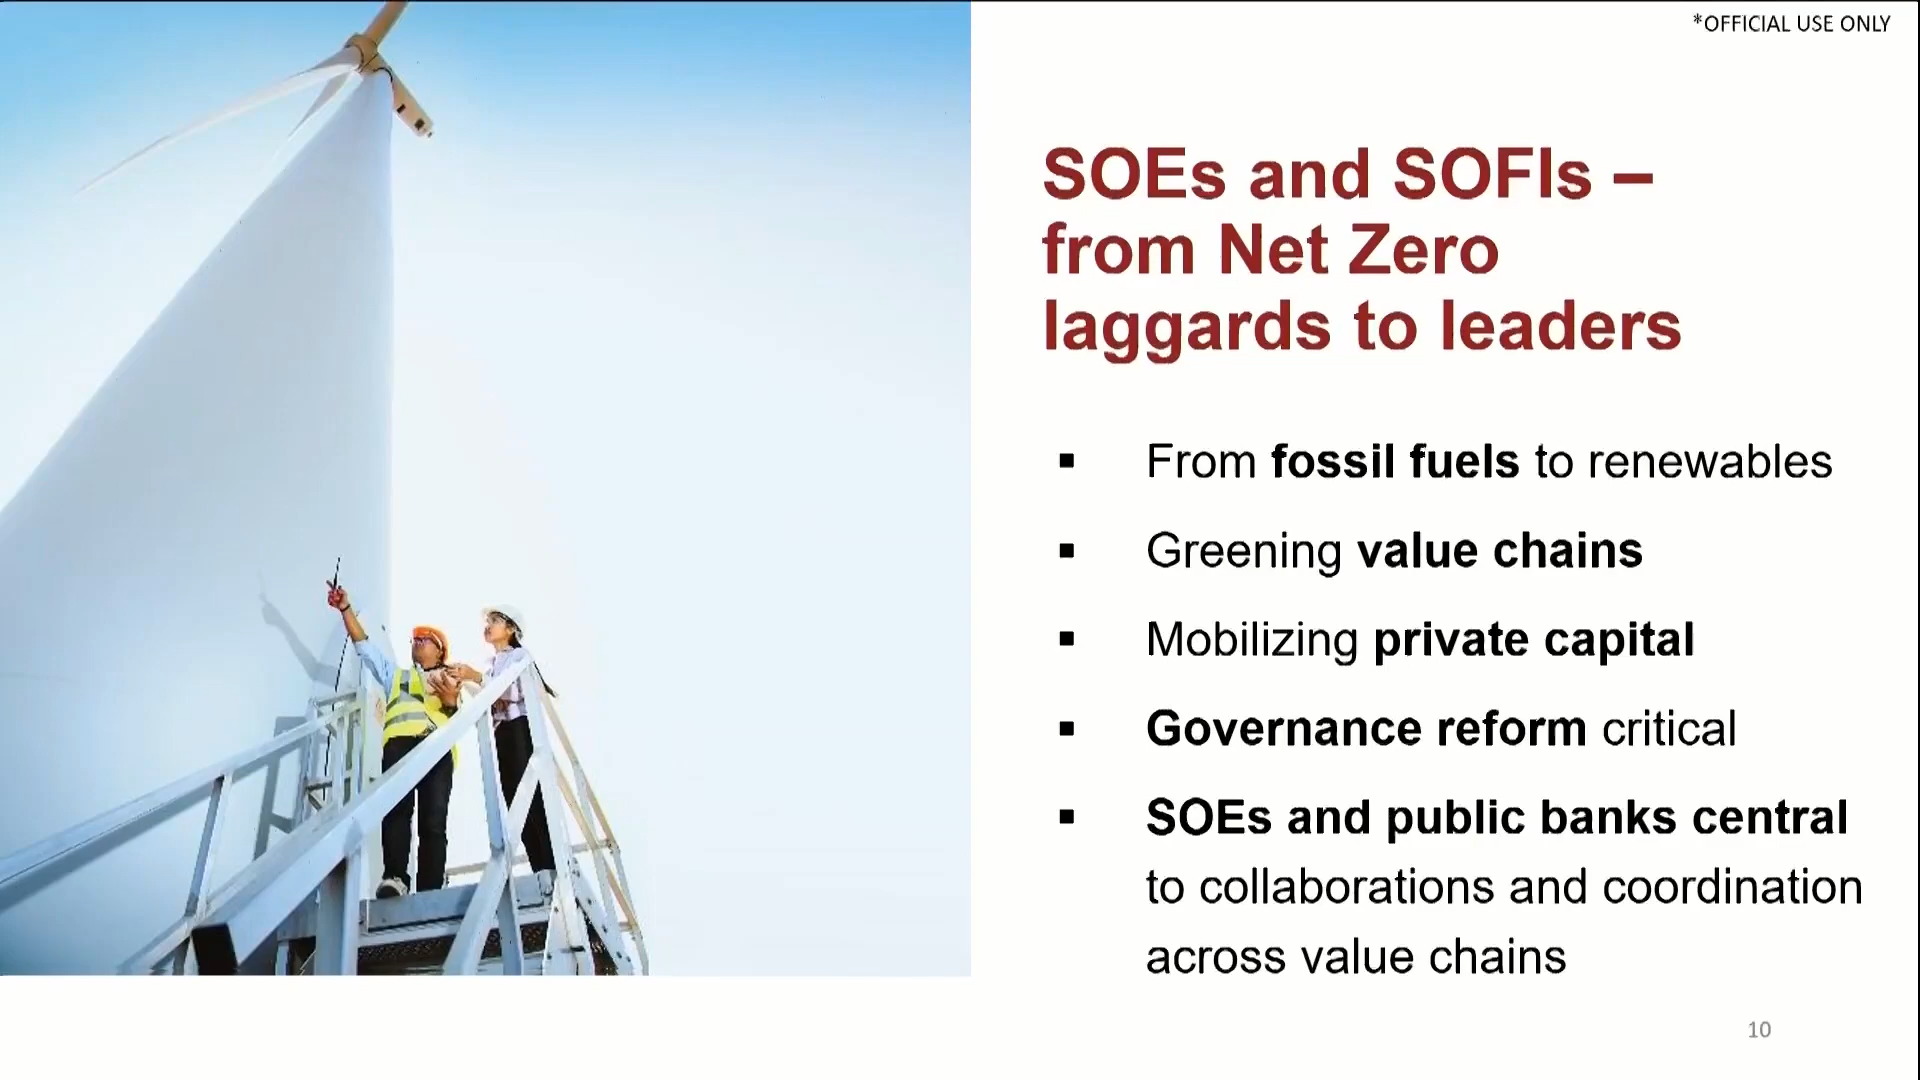 *OFFICIAL USE ONLY
SOEs and SOFIs –
from Net Zero
laggards to leaders
▪ From fossil fuels to renewables
▪ Greening value chains
▪ Mobilizing private capital
▪ Governance reform critical
▪ SOEs and public banks central
to collaborations and coordination
across value chains
10